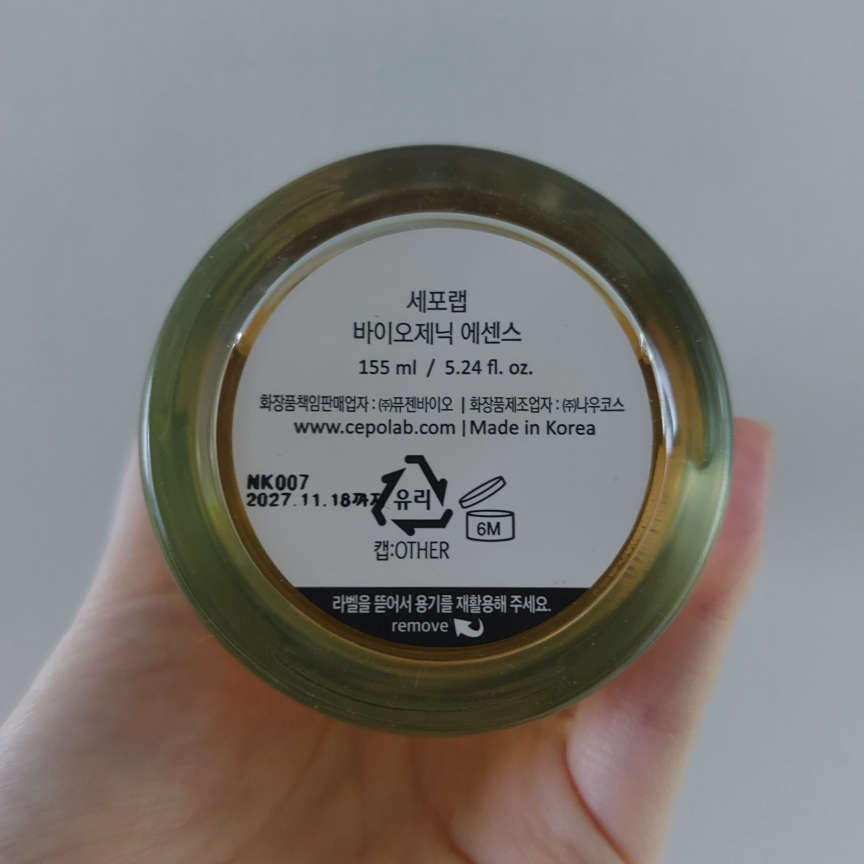 세포랩
바이오제닉 에센스
155 ml / 5.24 fl. oz.
화장품책임판매업자 : ㈜퓨젠바이오 | 화장품제조업자 : ㈜나우코스
www.cepolab.com | Made in Korea
NK007
2027.11.18까지
유리
6M
캡:OTHER
라벨을 뜯어서 용기를 재활용해 주세요.
remove